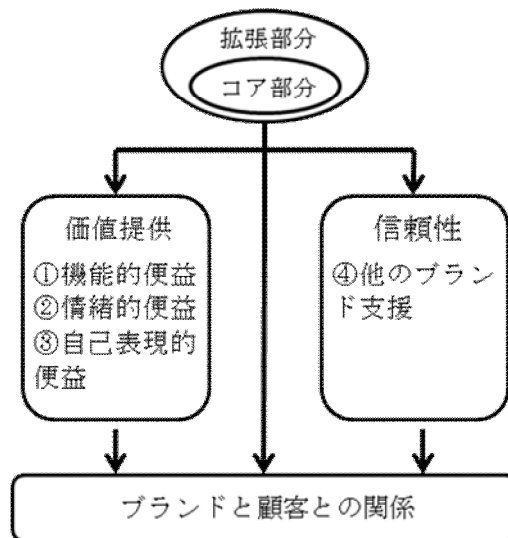 拡張部分
コア部分
価値提供
①機能的便益
②情緒的便益
③自己表現的
便益
信頼性
④他のブラン
ド支援
ブランドと顧客との関係